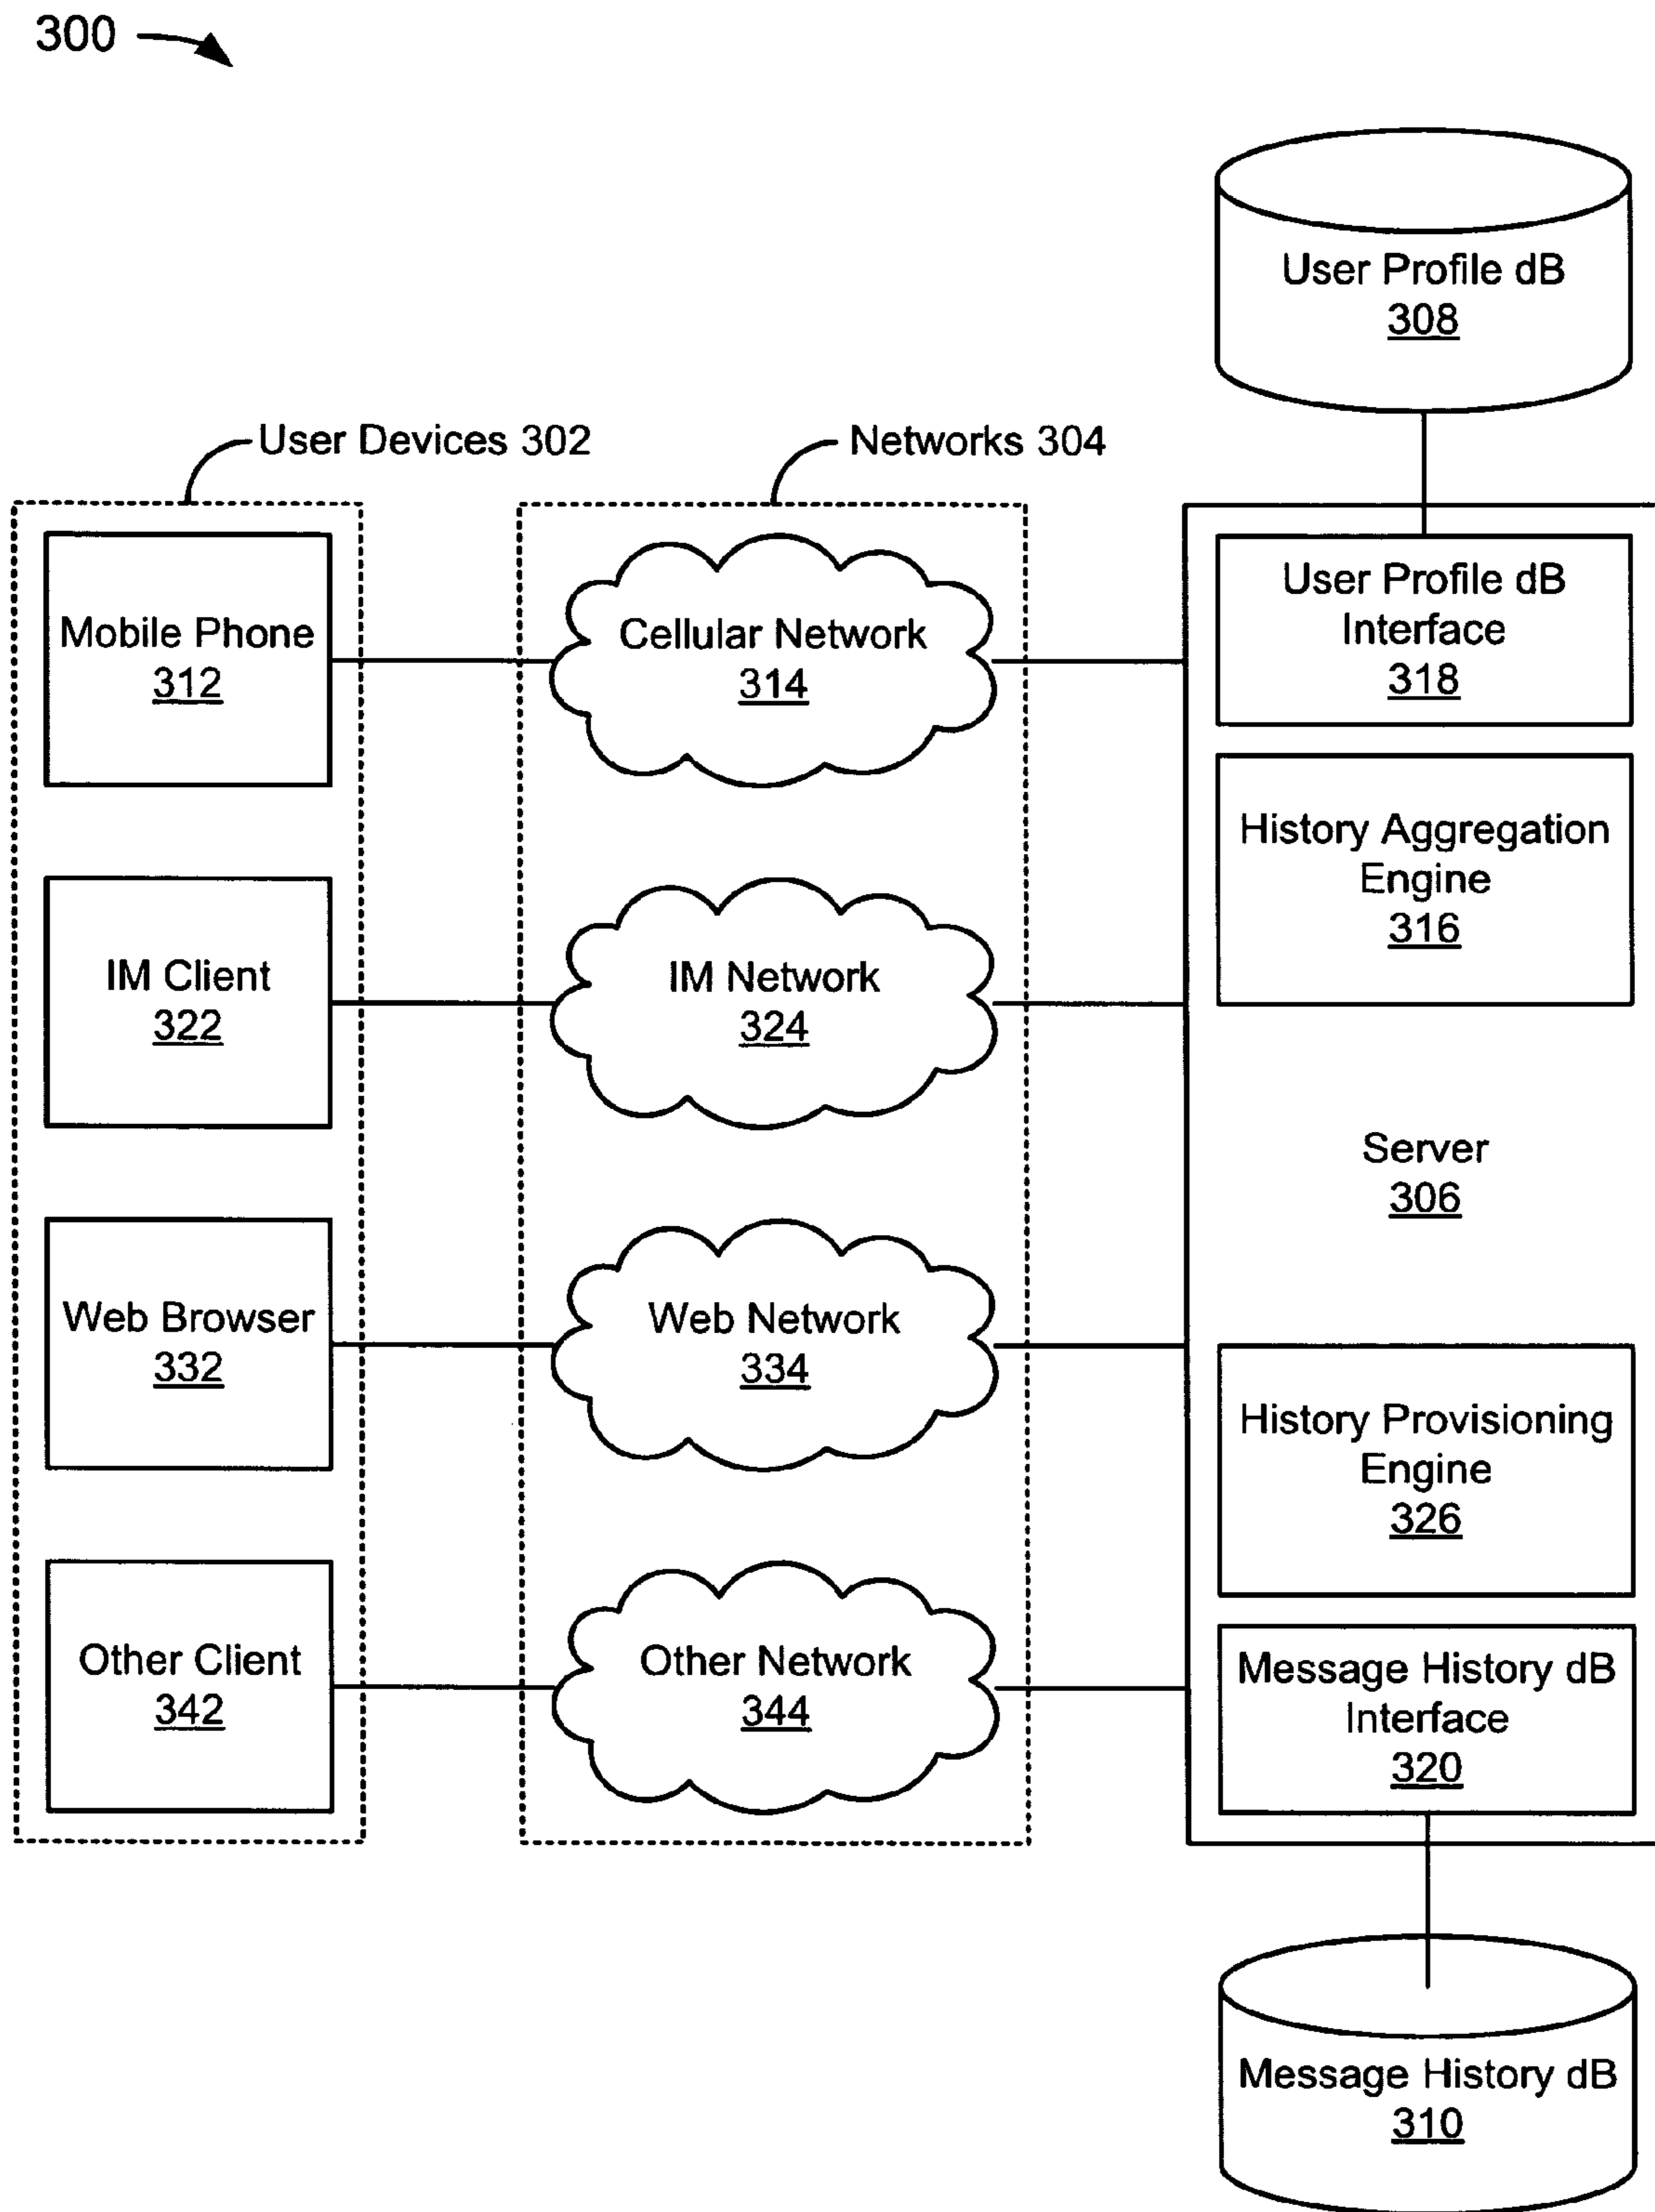 300
User Profile dB
308
User Devices 302
Networks 304
Mobile Phone
312
Cellular Network
314
User Profile dB
Interface
318
History Aggregation
Engine
316
IM Client
322
IM Network
324
Server
306
Web Browser
332
Web Network
334
History Provisioning
Engine
326
Other Client
342
Other Network
344
Message History dB
Interface
320
Message History dB
310